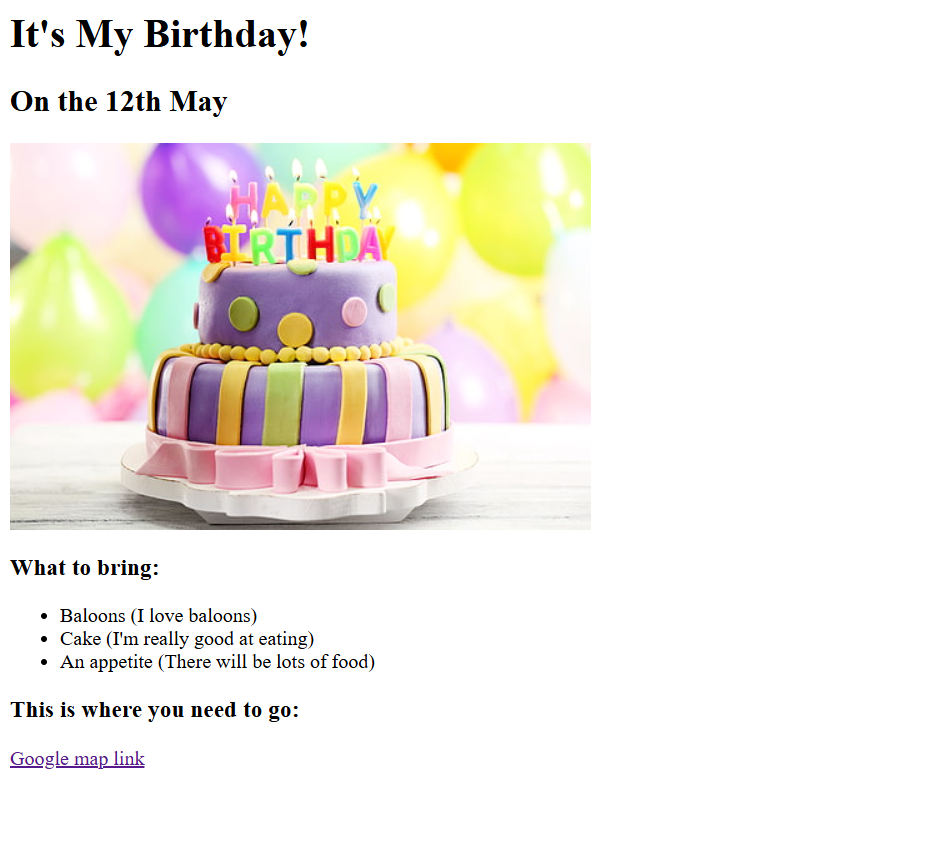 It's My Birthday!
On the 12th May
HAPPY
BIRTHDAY
What to bring:
Baloons (I love baloons)
Cake (I'm really good at eating)
An appetite (There will be lots of food)
This is where you need to go:
Google map link